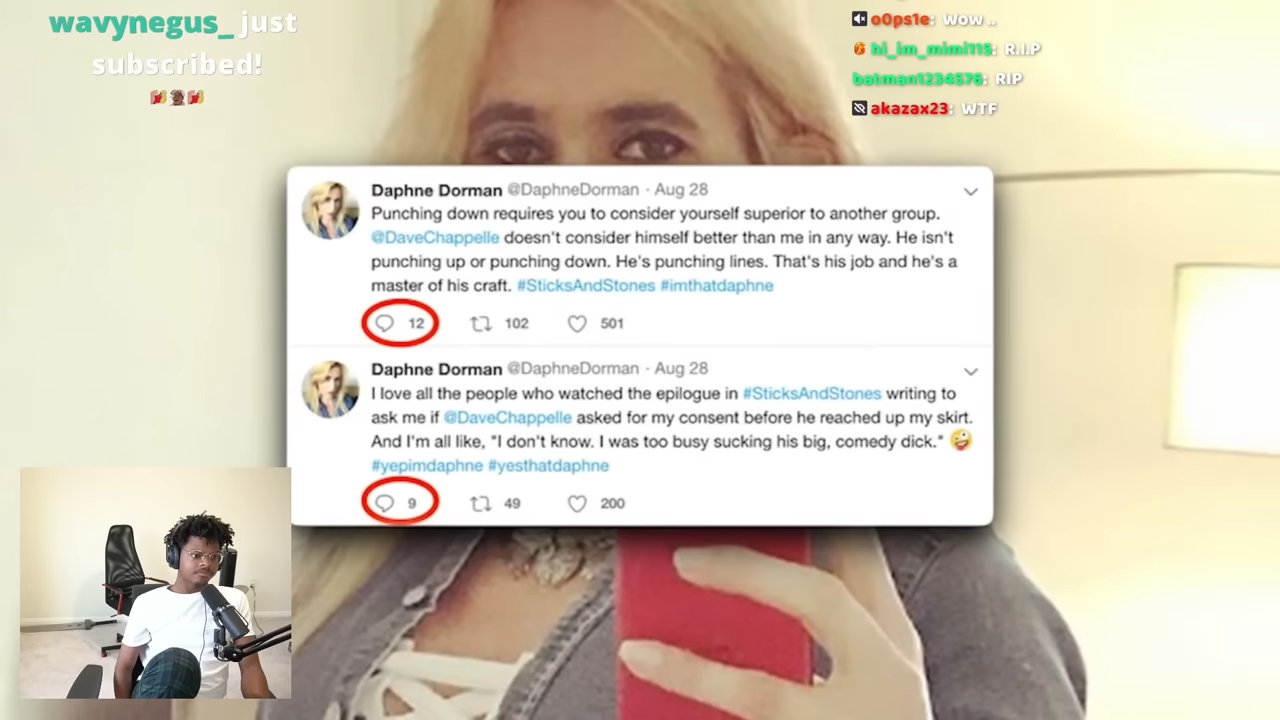 wavynegus_ just
subscribed!
o0ps1e: Wow ..
hi_im_mimi115: R.I.P
batman1234576: RIP
akazax23: WTF
Daphne Dorman @DaphneDorman · Aug 28
Punching down requires you to consider yourself superior to another group.
@DaveChappelle doesn't consider himself better than me in any way. He isn't
punching up or punching down. He's punching lines. That's his job and he's a
master of his craft. #SticksAndStones #imthatdaphne
12 102 501
Daphne Dorman @DaphneDorman · Aug 28
I love all the people who watched the epilogue in #SticksAndStones writing to
ask me if @DaveChappelle asked for my consent before he reached up my skirt.
And I'm all like, "I don't know. I was too busy sucking his big, comedy dick." 🤪
#yepimdaphne #yesthatdaphne
9 49 200